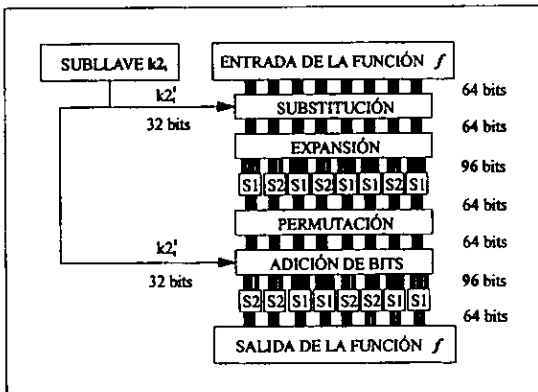 SUBLLAVE k2ᵢ
ENTRADA DE LA FUNCIÓN f
64 bits
k2ᵢ
32 bits
SUBSTITUCIÓN
64 bits
EXPANSIÓN
96 bits
S1 S2 S1 S2 S1 S1 S2 S1
64 bits
PERMUTACIÓN
64 bits
k2ᵢ
32 bits
ADICIÓN DE BITS
96 bits
S2 S2 S1 S1 S2 S2 S1 S1
64 bits
SALIDA DE LA FUNCIÓN f